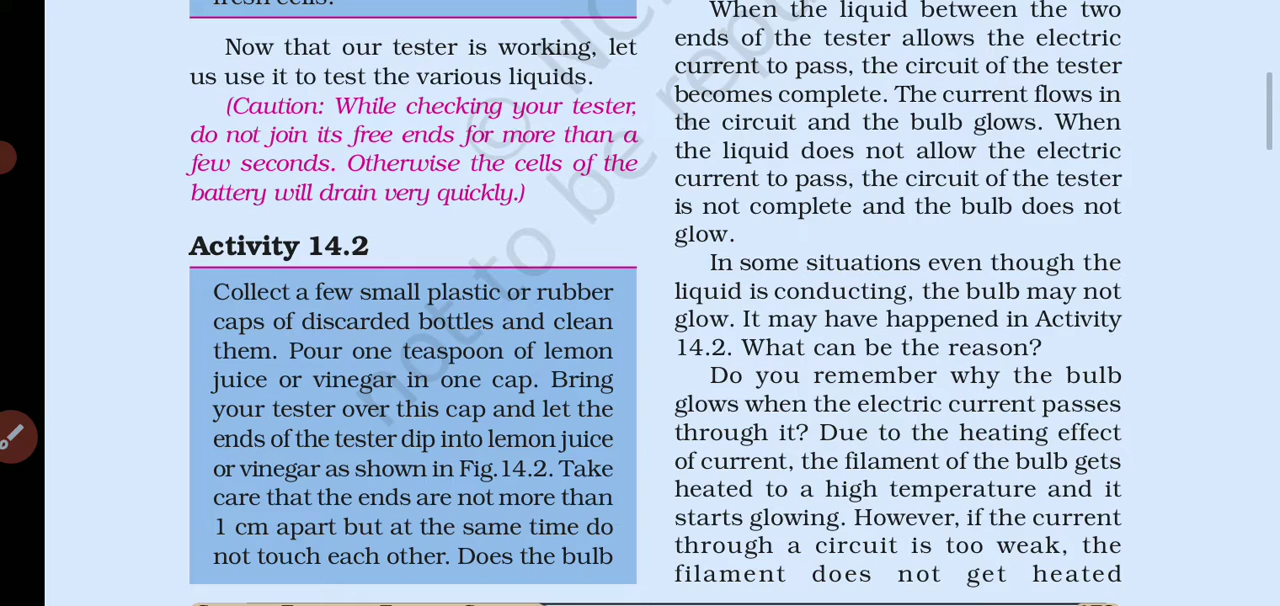 fresh cells.
Now that our tester is working, let
us use it to test the various liquids.
(Caution: While checking your tester,
do not join its free ends for more than a
few seconds. Otherwise the cells of the
battery will drain very quickly.)
Activity 14.2
Collect a few small plastic or rubber
caps of discarded bottles and clean
them. Pour one teaspoon of lemon
juice or vinegar in one cap. Bring
your tester over this cap and let the
ends of the tester dip into lemon juice
or vinegar as shown in Fig.14.2. Take
care that the ends are not more than
1 cm apart but at the same time do
not touch each other. Does the bulb
When the liquid between the two
ends of the tester allows the electric
current to pass, the circuit of the tester
becomes complete. The current flows in
the circuit and the bulb glows. When
the liquid does not allow the electric
current to pass, the circuit of the tester
is not complete and the bulb does not
glow.
In some situations even though the
liquid is conducting, the bulb may not
glow. It may have happened in Activity
14.2. What can be the reason?
Do you remember why the bulb
glows when the electric current passes
through it? Due to the heating effect
of current, the filament of the bulb gets
heated to a high temperature and it
starts glowing. However, if the current
through a circuit is too weak, the
filament does not get heated
© NC
not to be repu